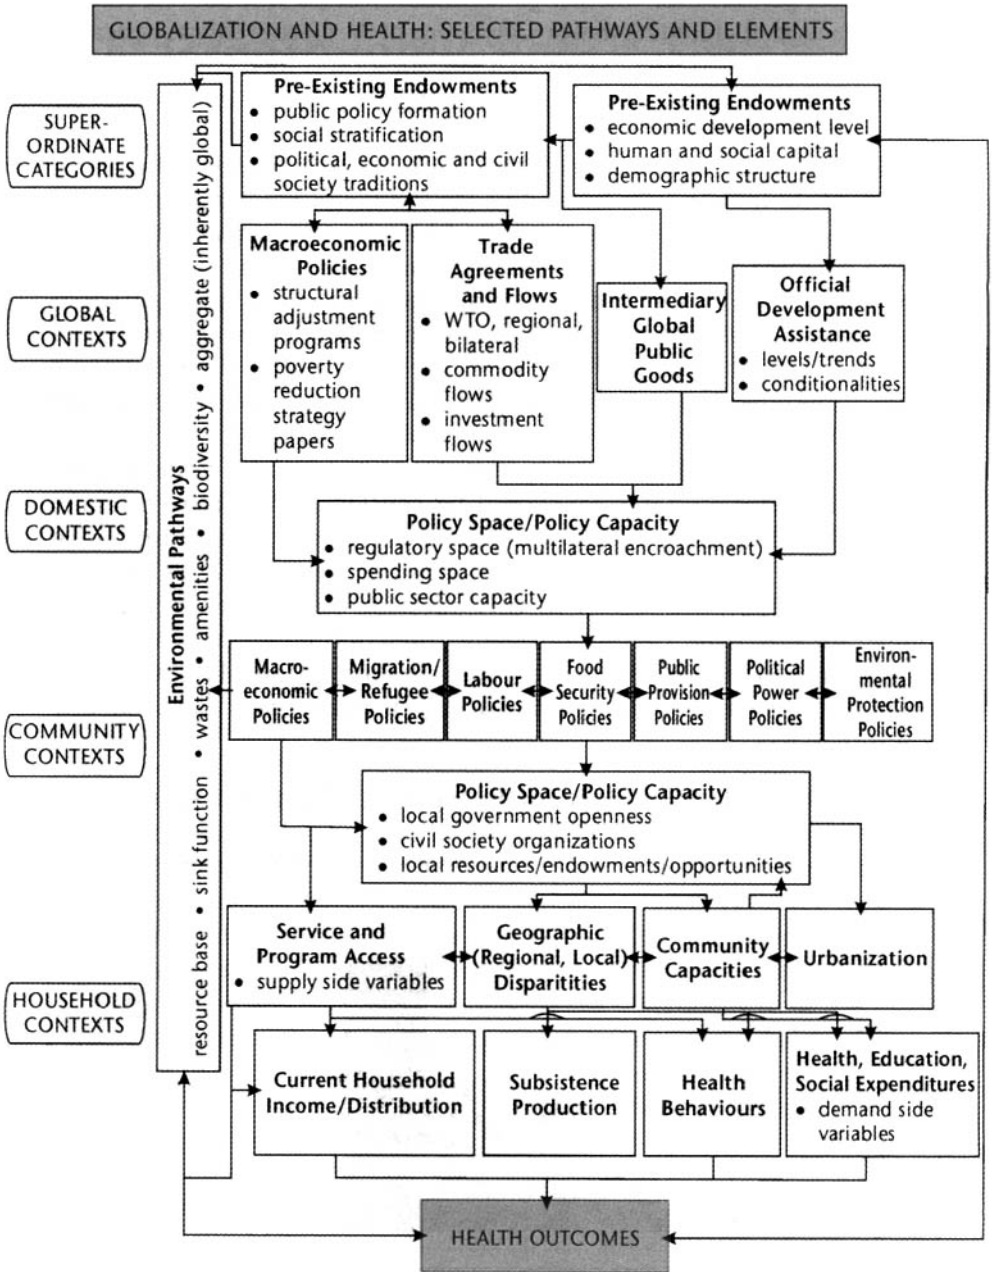 GLOBALIZATION AND HEALTH: SELECTED PATHWAYS AND ELEMENTS
SUPER-
ORDINATE
CATEGORIES
Pre-Existing Endowments
• public policy formation
• social stratification
• political, economic and civil
society traditions
Pre-Existing Endowments
• economic development level
• human and social capital
• demographic structure
Environmental Pathways
resource base • sink function • wastes • amenities • biodiversity • aggregate (inherently global)
GLOBAL
CONTEXTS
Macroeconomic
Policies
• structural
adjustment
programs
• poverty
reduction
strategy
papers
Trade
Agreements
and Flows
• WTO, regional,
bilateral
• commodity
flows
• investment
flows
Intermediary
Global
Public
Goods
Official
Development
Assistance
• levels/trends
• conditionalities
DOMESTIC
CONTEXTS
Policy Space/Policy Capacity
• regulatory space (multilateral encroachment)
• spending space
• public sector capacity
Macro-
economic
Policies
Migration/
Refugee
Policies
Labour
Policies
Food
Security
Policies
Public
Provision
Policies
Political
Power
Policies
Environ-
mental
Protection
Policies
COMMUNITY
CONTEXTS
Policy Space/Policy Capacity
• local government openness
• civil society organizations
• local resources/endowments/opportunities
Service and
Program Access
• supply side variables
Geographic
(Regional, Local)
Disparitities
Community
Capacities
Urbanization
HOUSEHOLD
CONTEXTS
Current Household
Income/Distribution
Subsistence
Production
Health
Behaviours
Health, Education,
Social Expenditures
• demand side
variables
HEALTH OUTCOMES